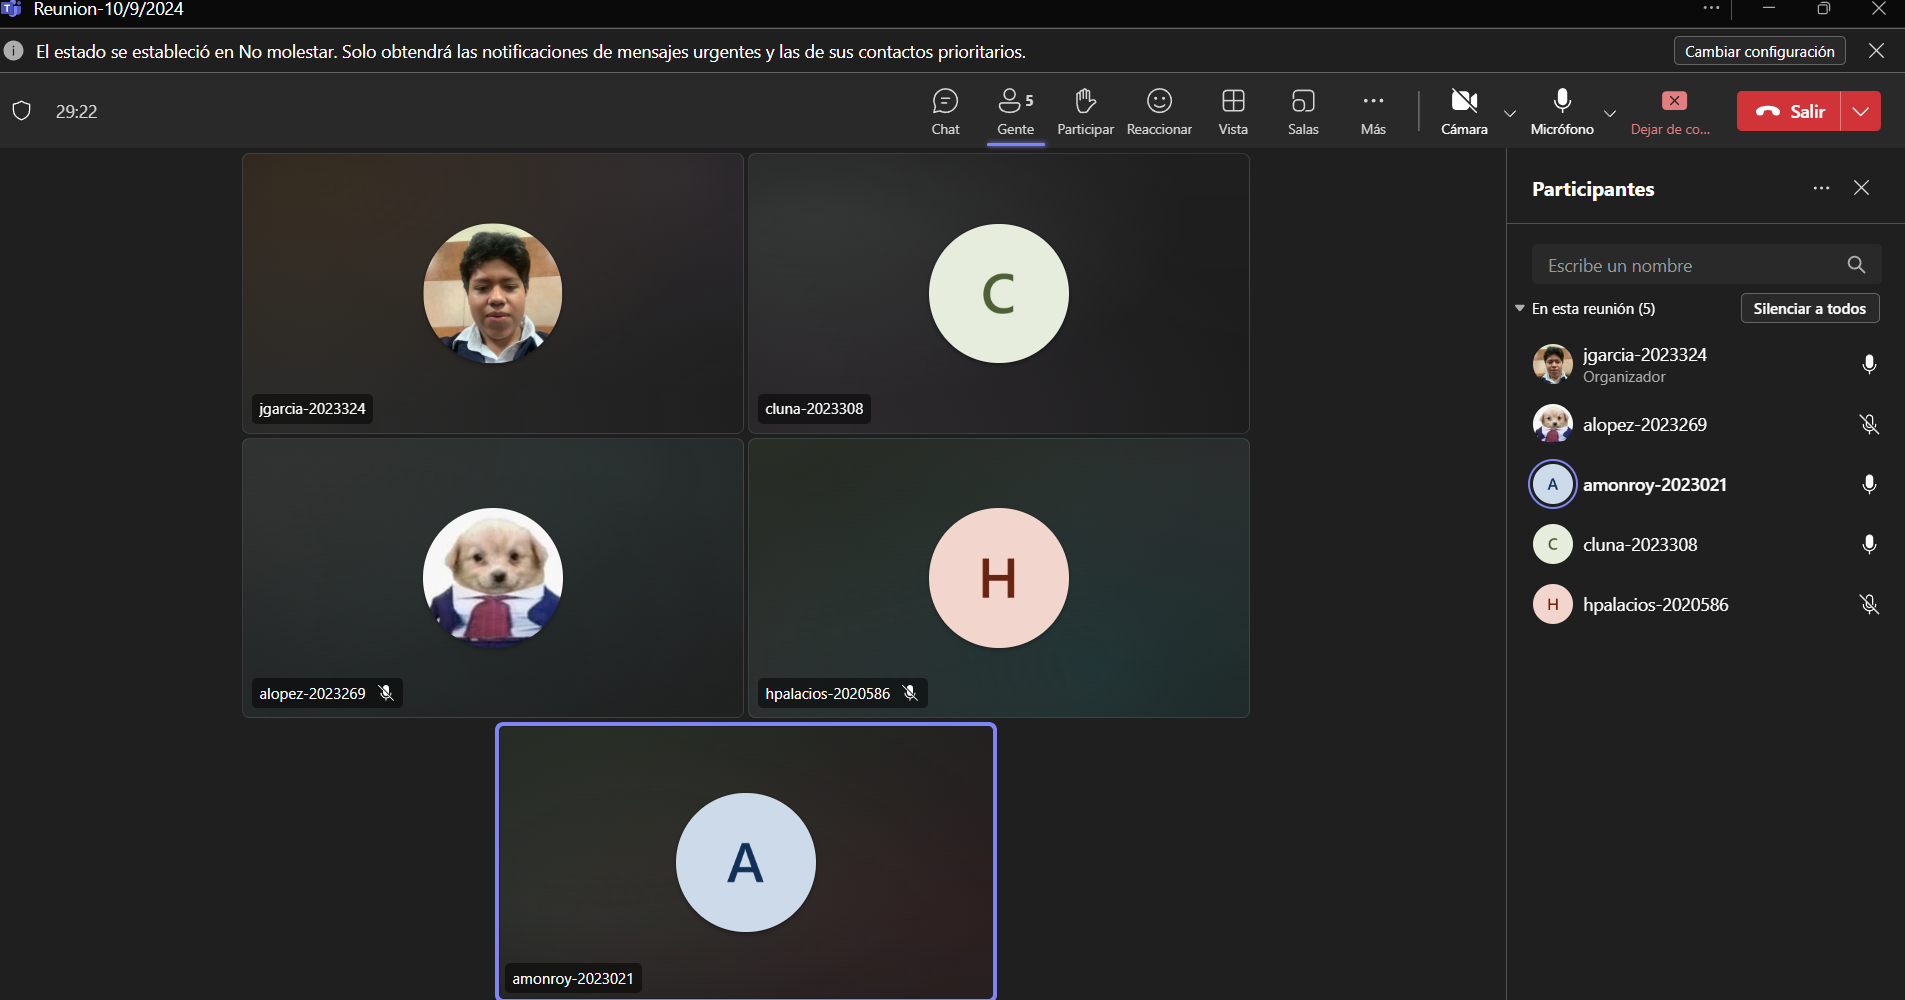 Reunion-10/9/2024
El estado se estableció en No molestar. Solo obtendrá las notificaciones de mensajes urgentes y las de sus contactos prioritarios.
Cambiar configuración
29:22
Chat
5
Gente
Participar
Reaccionar
Vista
Salas
Más
Cámara
Micrófono
Dejar de co...
Salir
jgarcia-2023324
C
cluna-2023308
alopez-2023269
H
hpalacios-2020586
A
amonroy-2023021
Participantes
Escribe un nombre
En esta reunión (5)
Silenciar a todos
jgarcia-2023324
Organizador
alopez-2023269
A amonroy-2023021
C cluna-2023308
H hpalacios-2020586